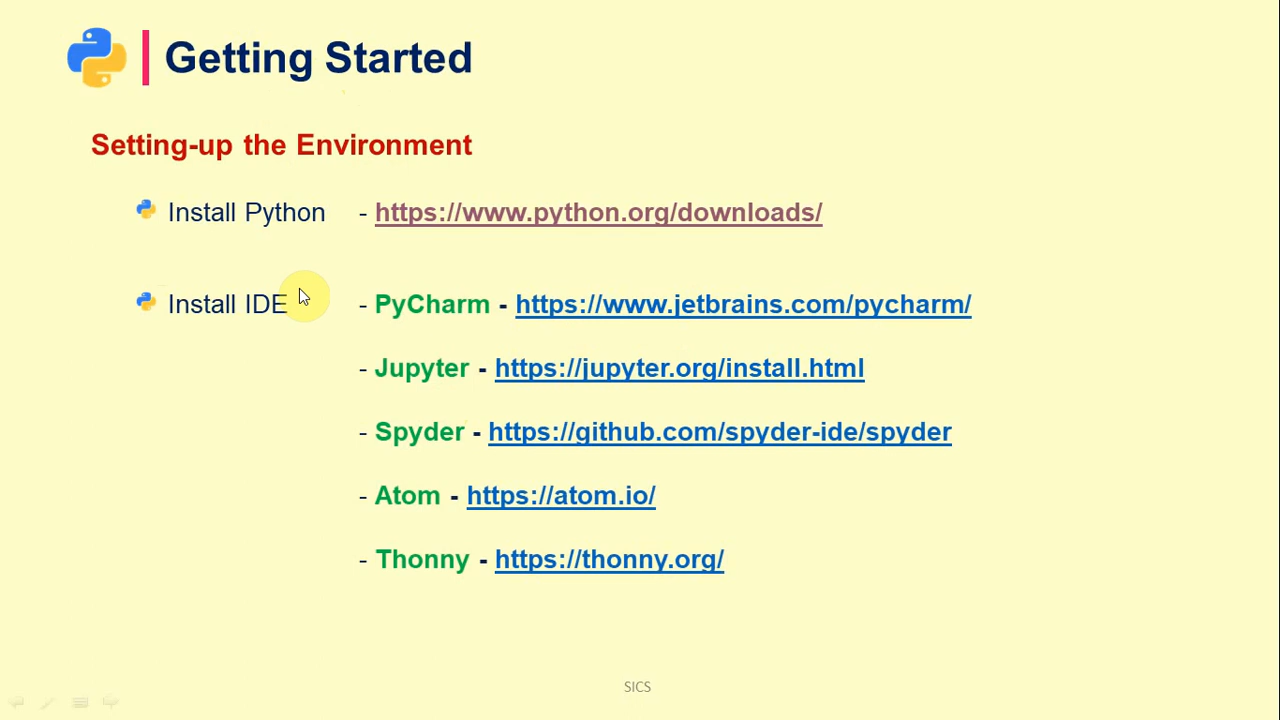 Getting Started
Setting-up the Environment
Install Python - https://www.python.org/downloads/
Install IDE - PyCharm - https://www.jetbrains.com/pycharm/
- Jupyter - https://jupyter.org/install.html
- Spyder - https://github.com/spyder-ide/spyder
- Atom - https://atom.io/
- Thonny - https://thonny.org/
SICS